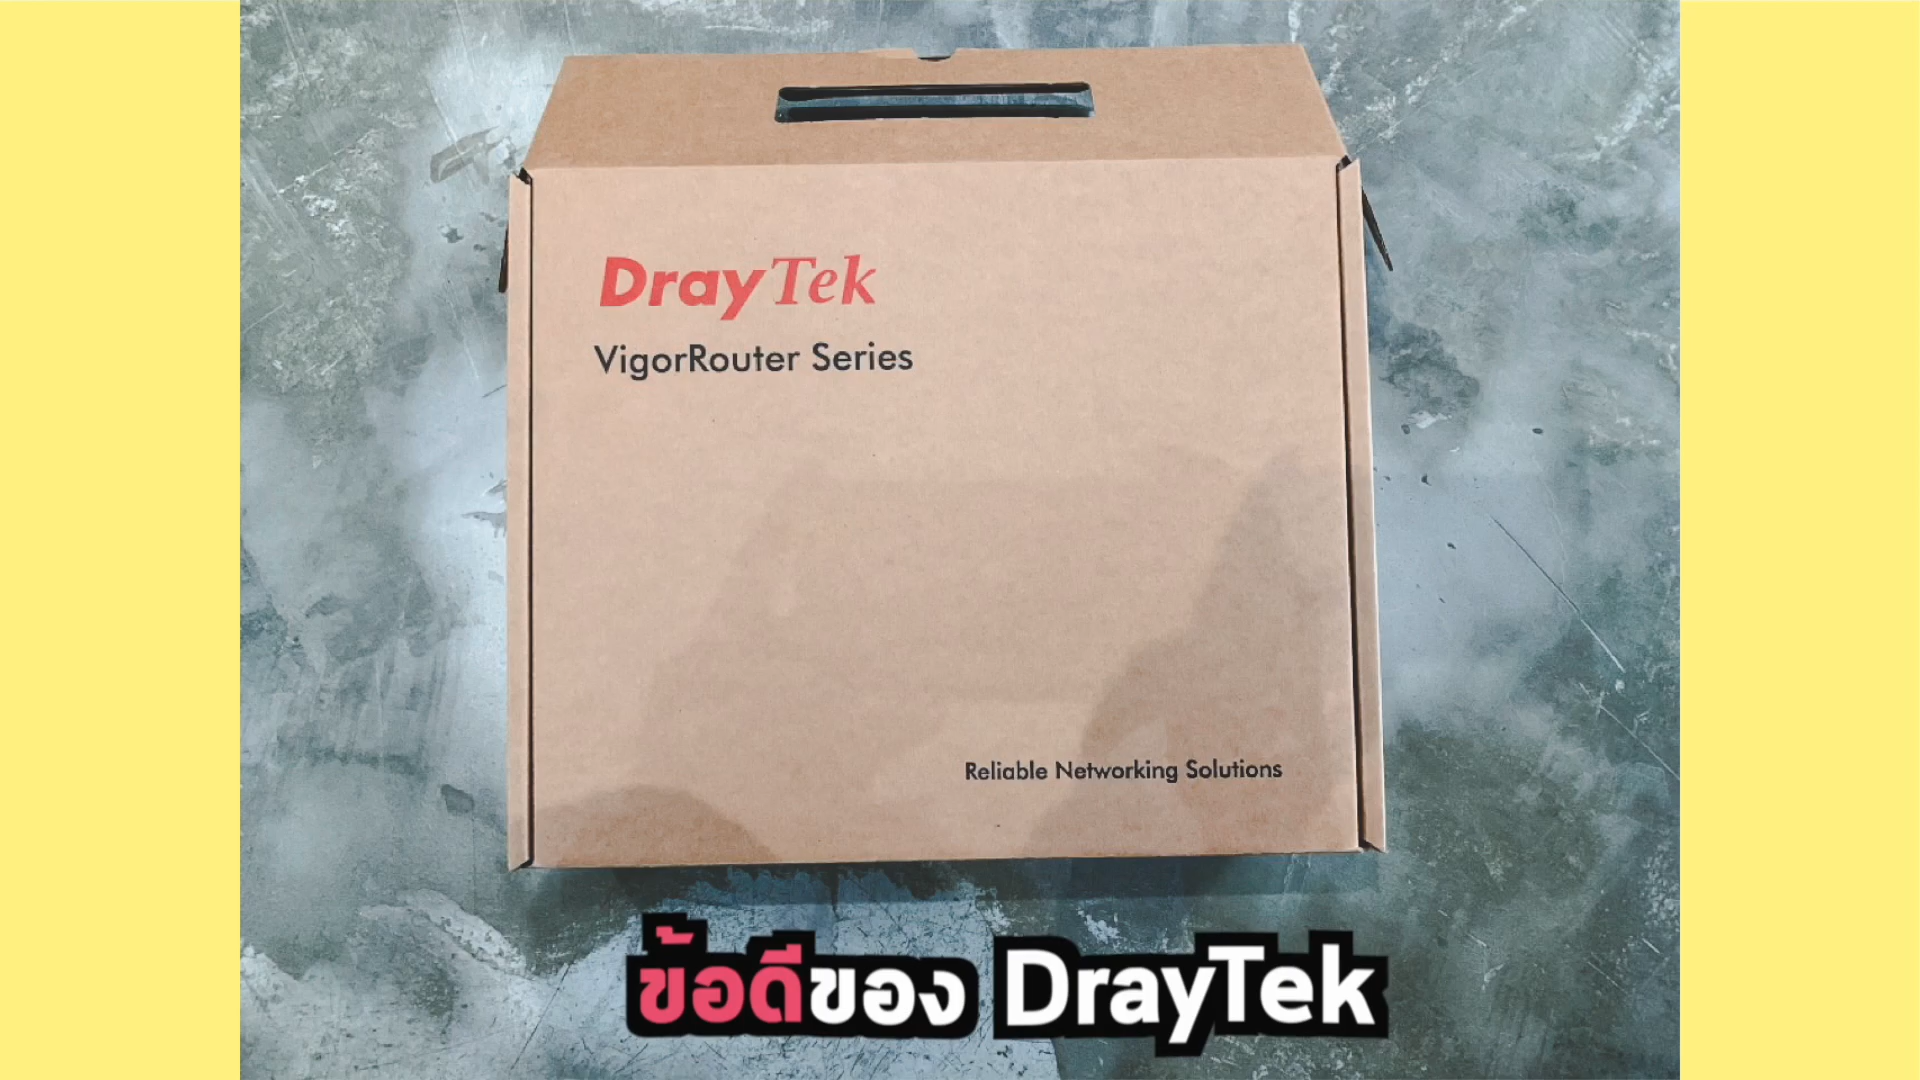 DrayTek
VigorRouter Series
Reliable Networking Solutions
ข้อดีของ DrayTek